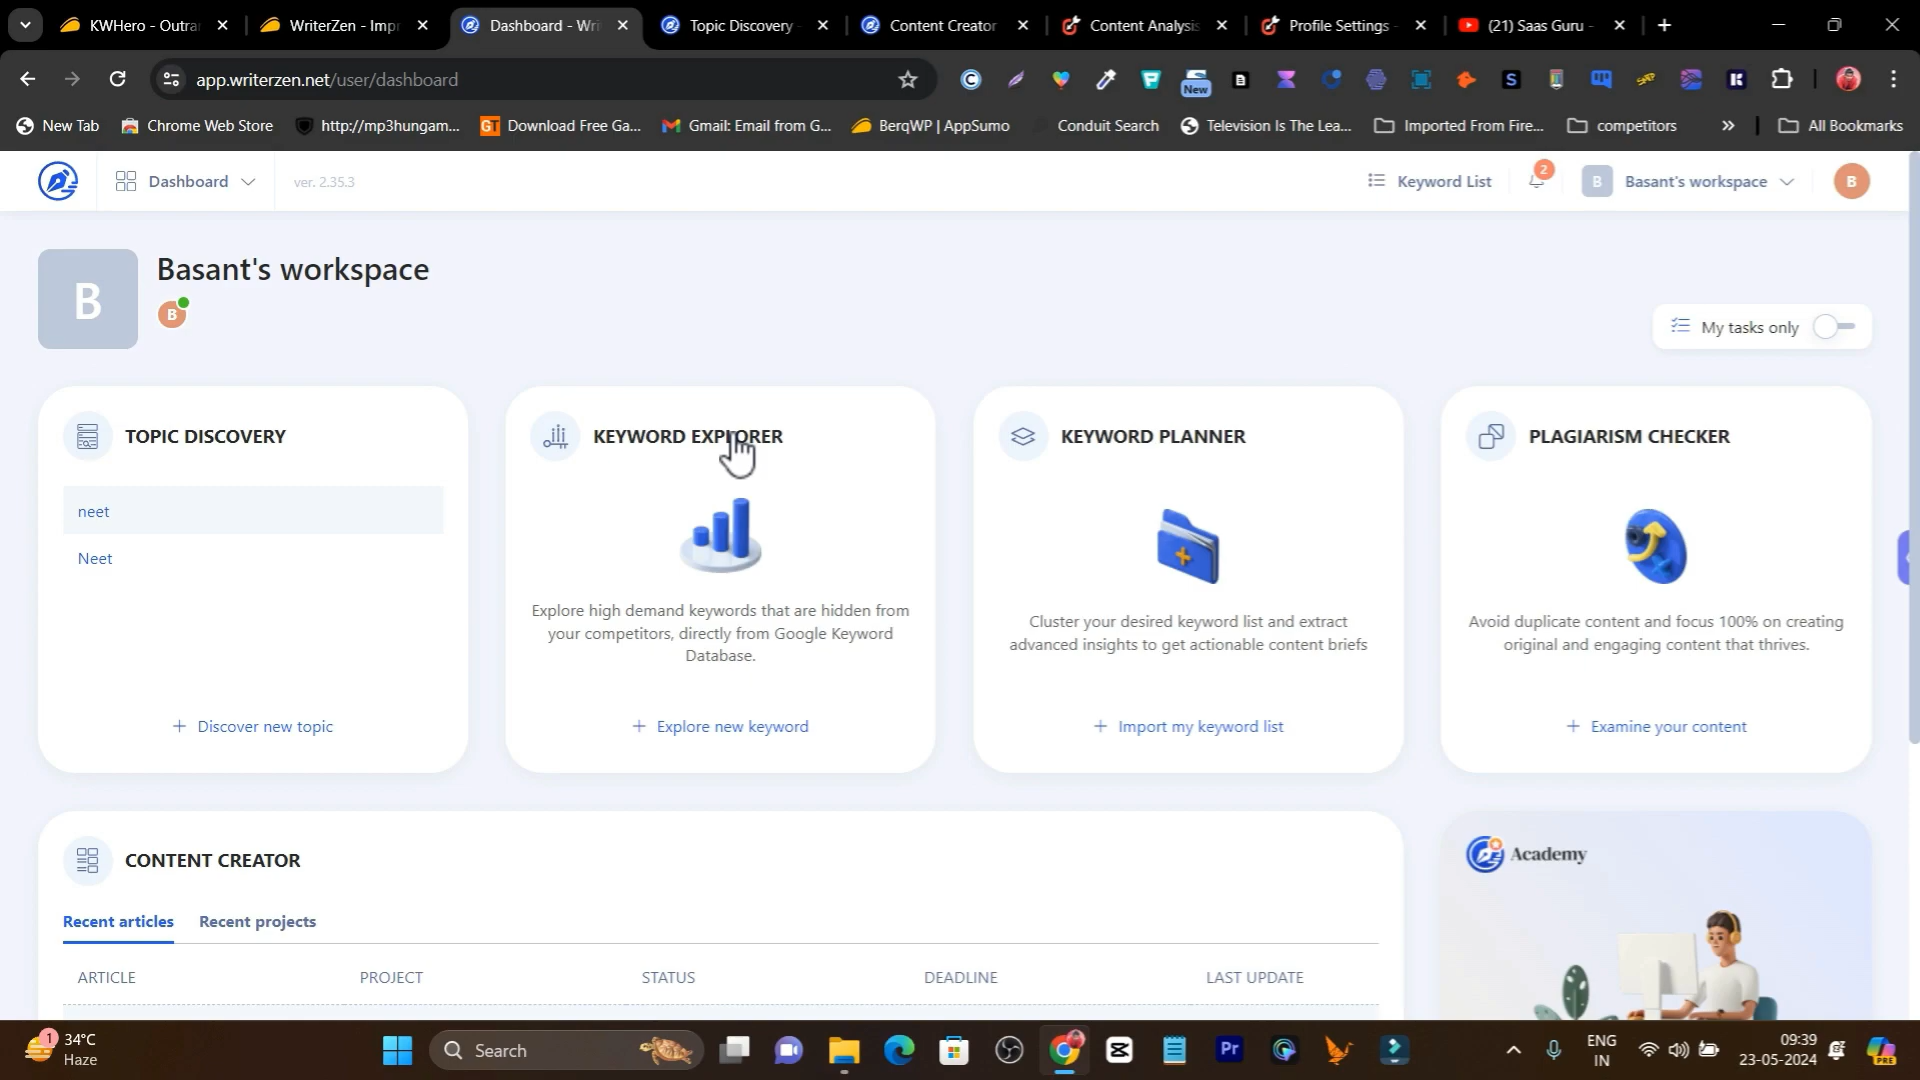 KWHero - Outra
WriterZen - Impr
Dashboard - Wri
Topic Discovery
Content Creator
Content Analysis
Profile Settings -
(21) Saas Guru -
app.writerzen.net/user/dashboard
New
New Tab
Chrome Web Store
http://mp3hungam...
Download Free Ga...
Gmail: Email from G...
BerqWP | AppSumo
Conduit Search
Television Is The Lea...
Imported From Fire...
competitors
All Bookmarks
Dashboard
ver. 2.35.3
Keyword List
2
B
Basant's workspace
B
B
Basant's workspace
B
My tasks only
TOPIC DISCOVERY
neet
Neet
+ Discover new topic
KEYWORD EXPLORER
Explore high demand keywords that are hidden from
your competitors, directly from Google Keyword
Database.
+ Explore new keyword
KEYWORD PLANNER
Cluster your desired keyword list and extract
advanced insights to get actionable content briefs
+ Import my keyword list
PLAGIARISM CHECKER
Avoid duplicate content and focus 100% on creating
original and engaging content that thrives.
+ Examine your content
CONTENT CREATOR
Recent articles
Recent projects
ARTICLE
PROJECT
STATUS
DEADLINE
LAST UPDATE
Academy
1
34°C
Haze
Search
Pr
ENG
IN
09:39
23-05-2024
PRE